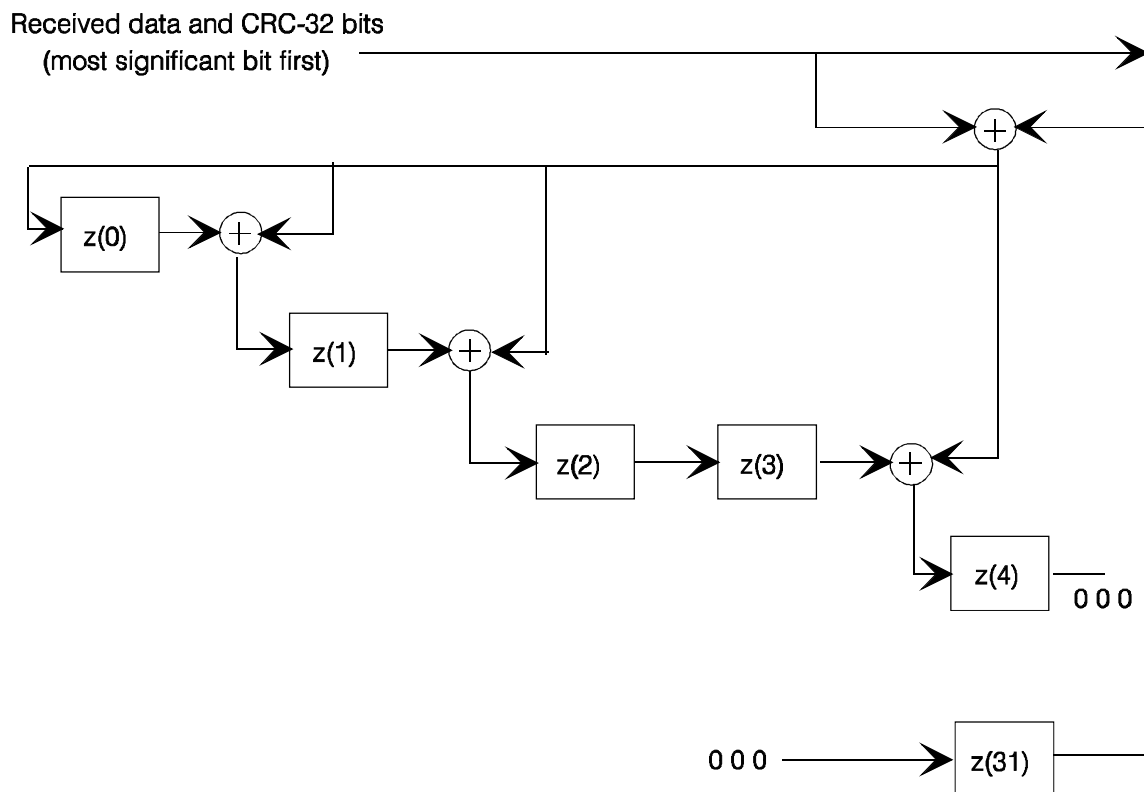 Received data and CRC-32 bits
(most significant bit first)
+
z(0)
+
z(1)
+
z(2)
z(3)
+
z(4)
0 0 0
0 0 0
z(31)